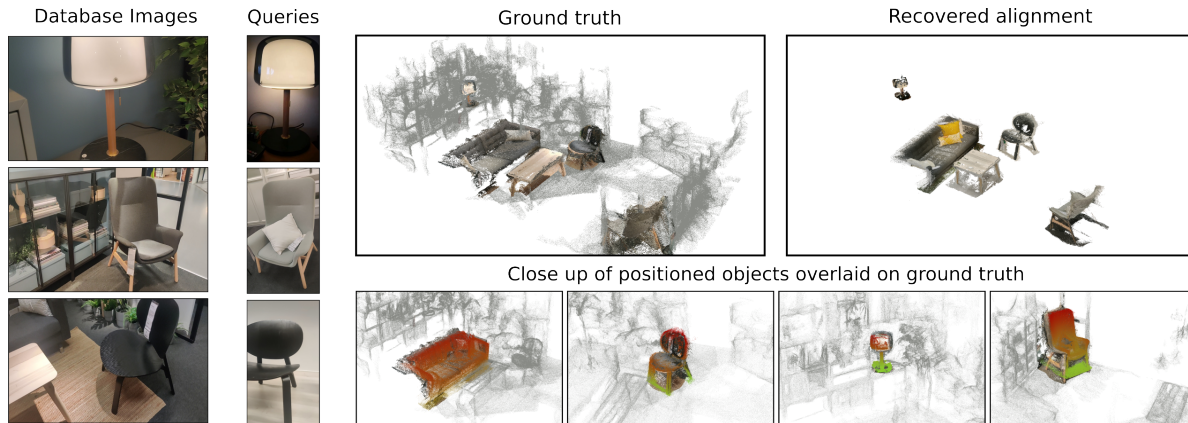 Database Images
Queries
Ground truth
Recovered alignment
Close up of positioned objects overlaid on ground truth